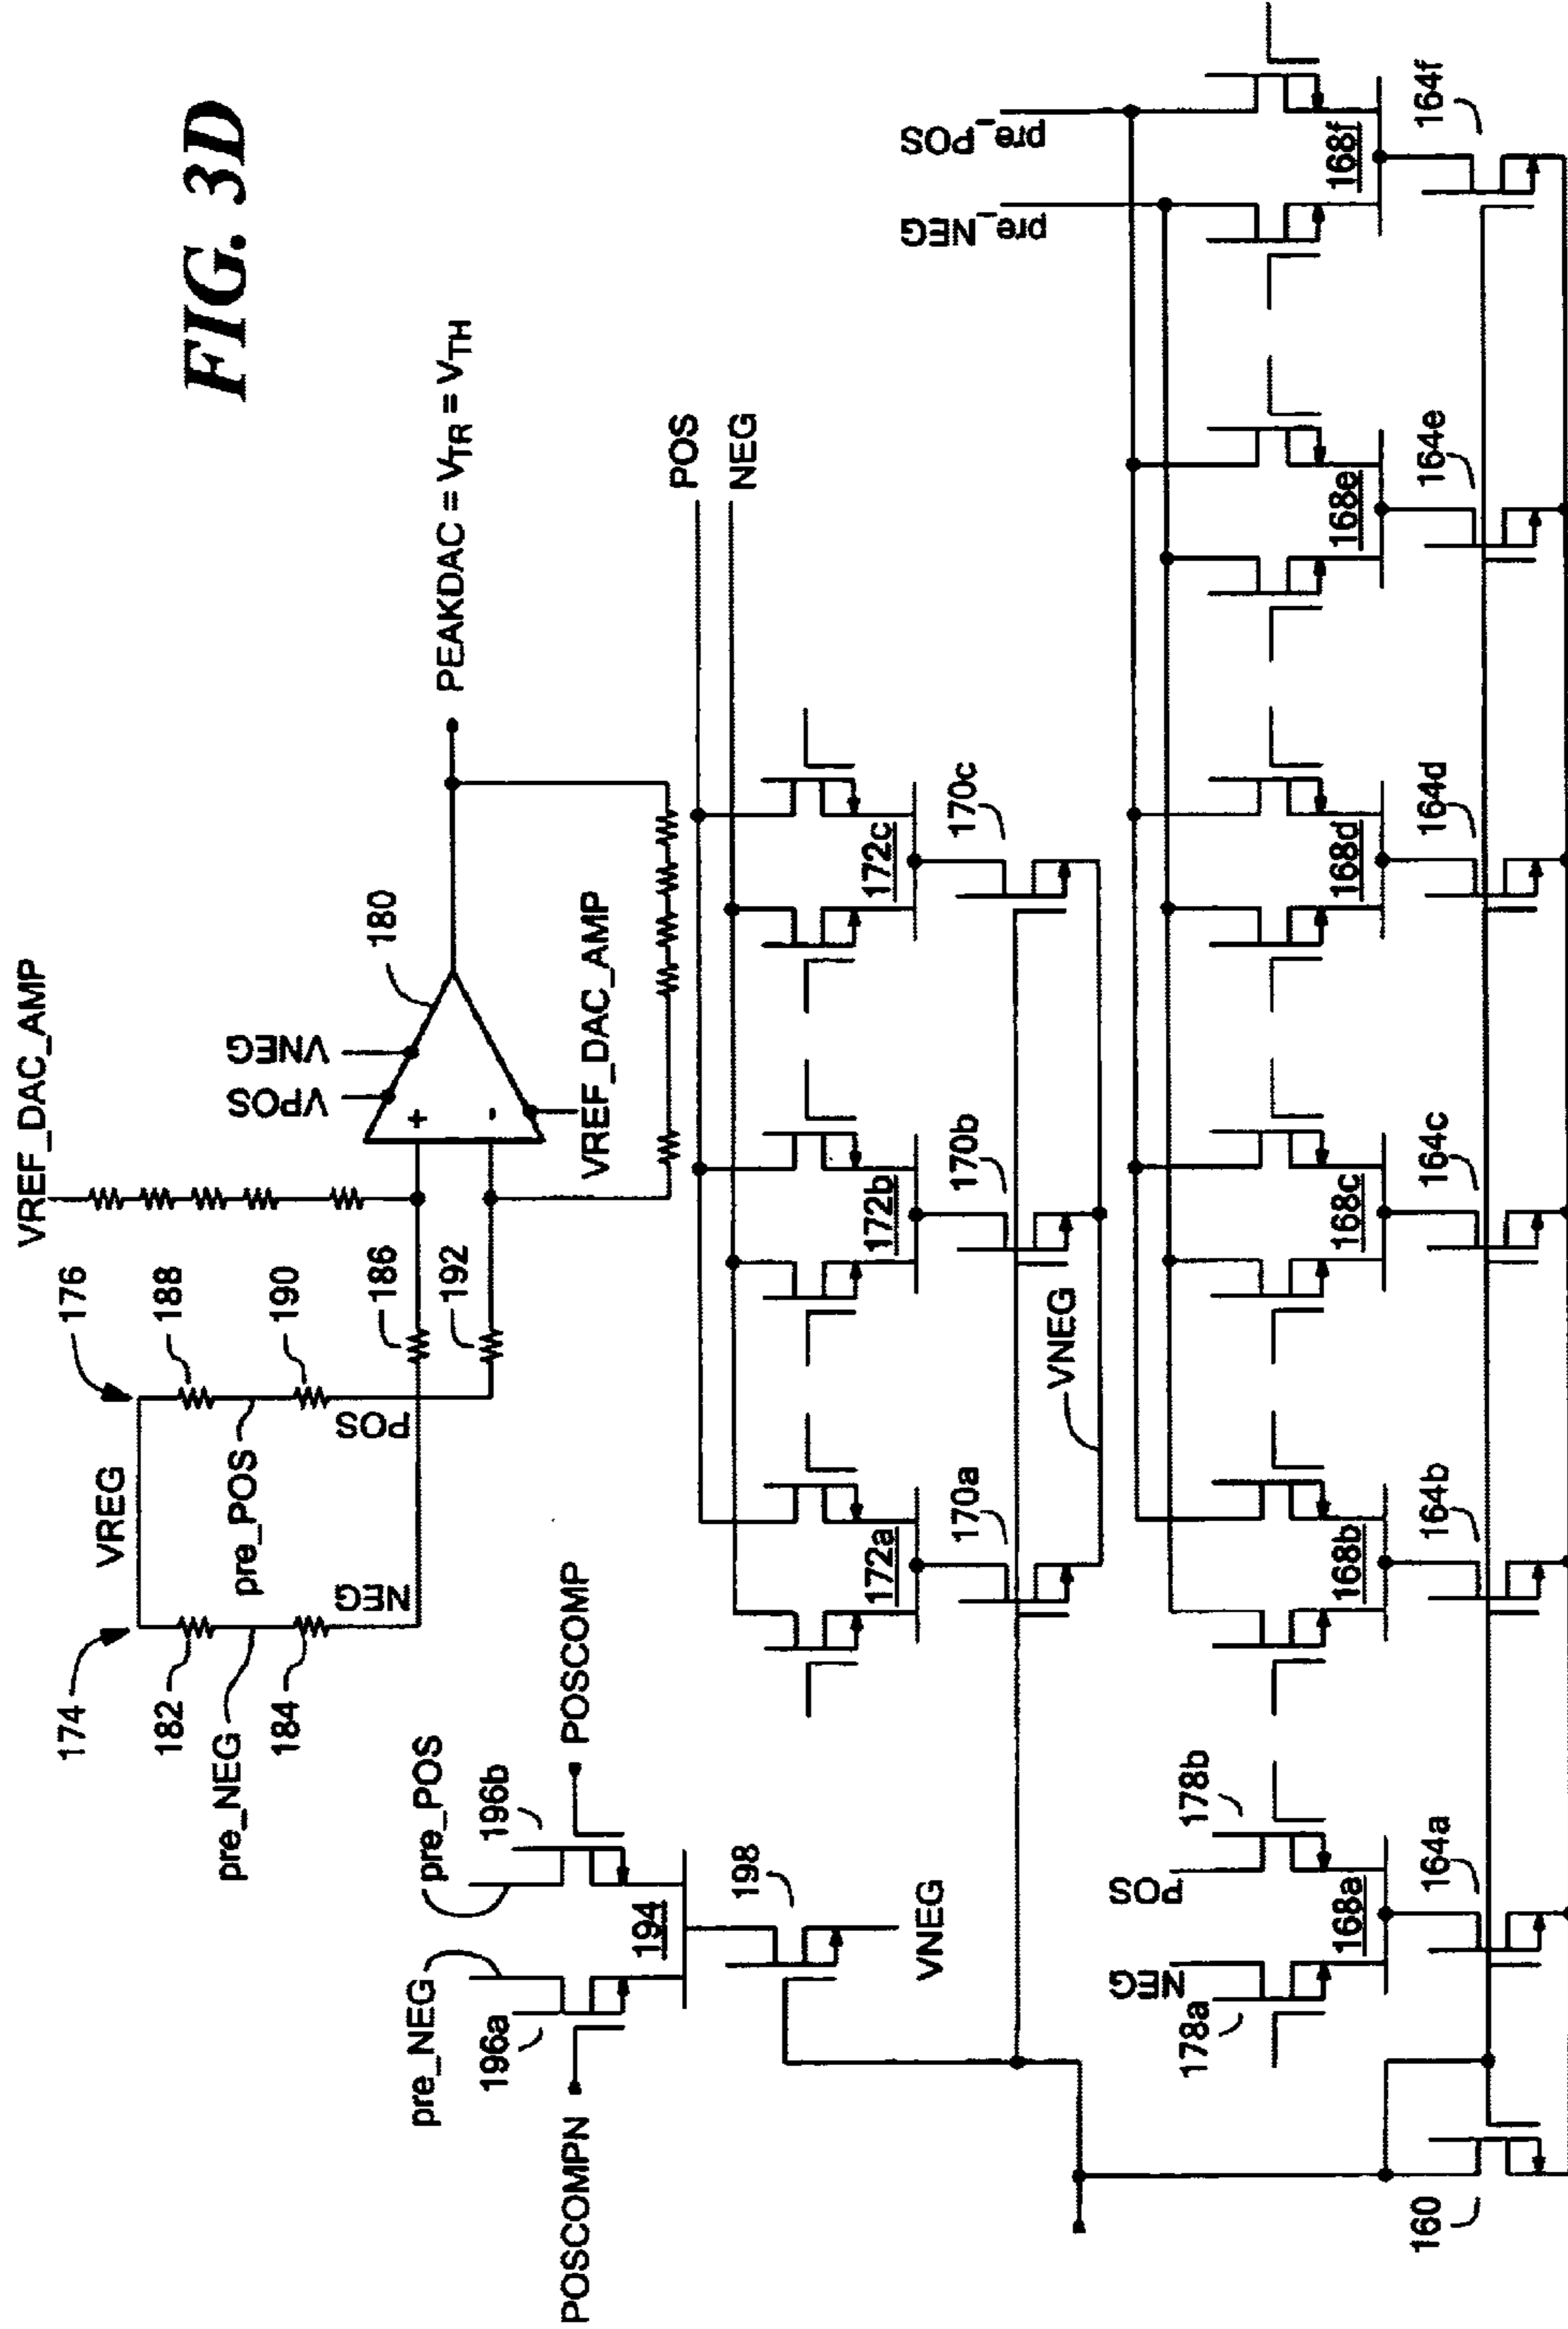 FIG. 3D
VREF_DAC_AMP
174
176
VREG
182
188
pre_NEG
pre_POS
184
190
NEG
POS
186
192
VPOS
VNEG
180
+
-
VREF_DAC_AMP
PEAKDAC = VTR = VTH
pre_NEG
pre_POS
196a
196b
POSCOMPN
POSCOMP
194
198
VNEG
POS
NEG
172a
172b
172c
170a
170b
170c
VNEG
pre_NEG
pre_POS
178a
178b
NEG
POS
168a
168b
168c
168d
168e
168f
160
164a
164b
164c
164d
164e
164f